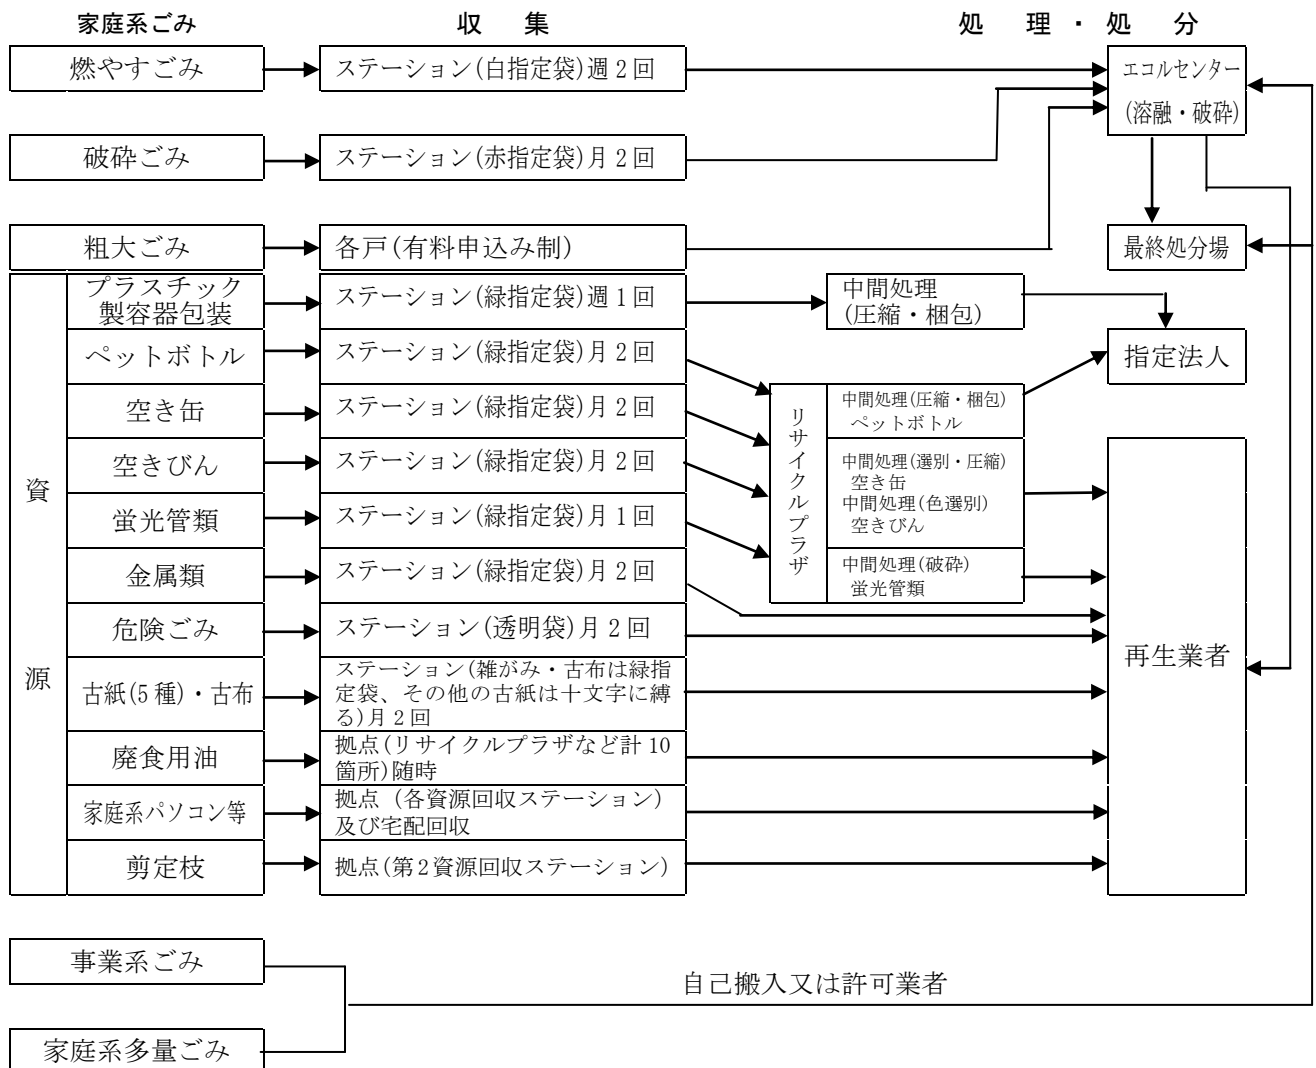 家庭系ごみ
収集
処理・処分
燃やすごみ
ステーション(白指定袋)週2回
エコルセンター
(溶融・破砕)
破砕ごみ
ステーション(赤指定袋)月2回
粗大ごみ
各戸(有料申込み制)
最終処分場
資源
プラスチック
製容器包装
ステーション(緑指定袋)週1回
中間処理
(圧縮・梱包)
ペットボトル
ステーション(緑指定袋)月2回
指定法人
空き缶
ステーション(緑指定袋)月2回
リサイクルプラザ
中間処理(圧縮・梱包)
ペットボトル
空きびん
ステーション(緑指定袋)月2回
中間処理(選別・圧縮)
空き缶
中間処理(色選別)
空きびん
蛍光管類
ステーション(緑指定袋)月1回
中間処理(破砕)
蛍光管類
金属類
ステーション(緑指定袋)月2回
危険ごみ
ステーション(透明袋)月2回
再生業者
古紙(5種)・古布
ステーション(雑がみ・古布は緑指
定袋、その他の古紙は十文字に縛
る)月2回
廃食用油
拠点(リサイクルプラザなど計10
箇所)随時
家庭系パソコン等
拠点(各資源回収ステーション)
及び宅配回収
剪定枝
拠点(第2資源回収ステーション)
事業系ごみ
自己搬入又は許可業者
家庭系多量ごみ